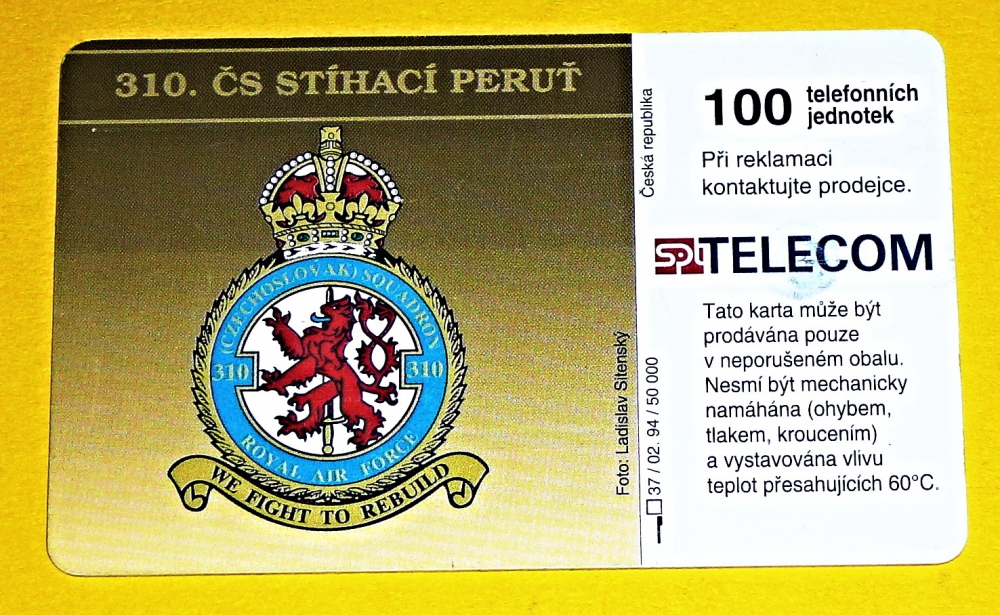 310. ČS STÍHACÍ PERUŤ
(CZECHOSLOVAK) SQUADRON
310
310
ROYAL AIR FORCE
WE FIGHT TO REBUILD
Foto: Ladislav Sitenský
Česká republika
37 / 02. 94 / 50 000
100 telefonních
jednotek
Při reklamaci
kontaktujte prodejce.
SPT TELECOM
Tato karta může být
prodávána pouze
v neporušeném obalu.
Nesmí být mechanicky
namáhána (ohybem,
tlakem, kroucením)
a vystavována vlivu
teplot přesahujících 60°C.